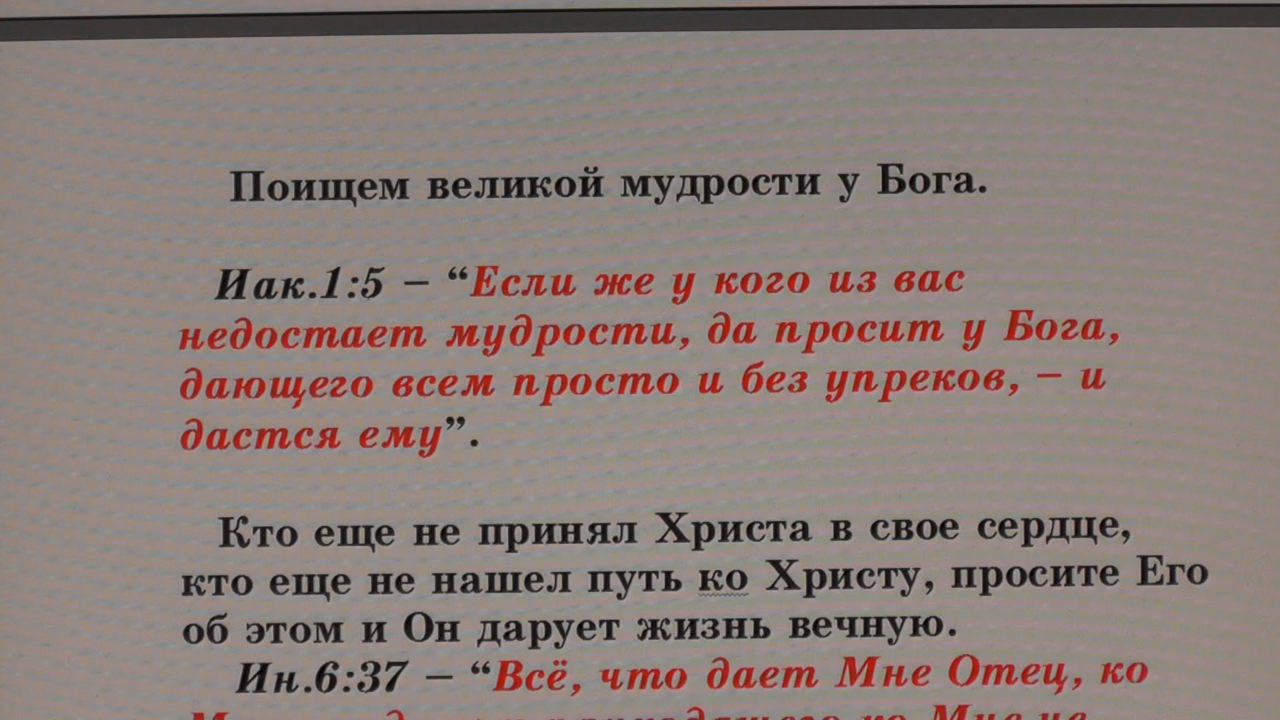 Поищем великой мудрости у Бога.
Иак.1:5 – “Если же у кого из вас
недостает мудрости, да просит у Бога,
дающего всем просто и без упреков, – и
дастся ему”.
Кто еще не принял Христа в свое сердце,
кто еще не нашел путь ко Христу, просите Его
об этом и Он дарует жизнь вечную.
Ин.6:37 – “Всё, что дает Мне Отец, ко